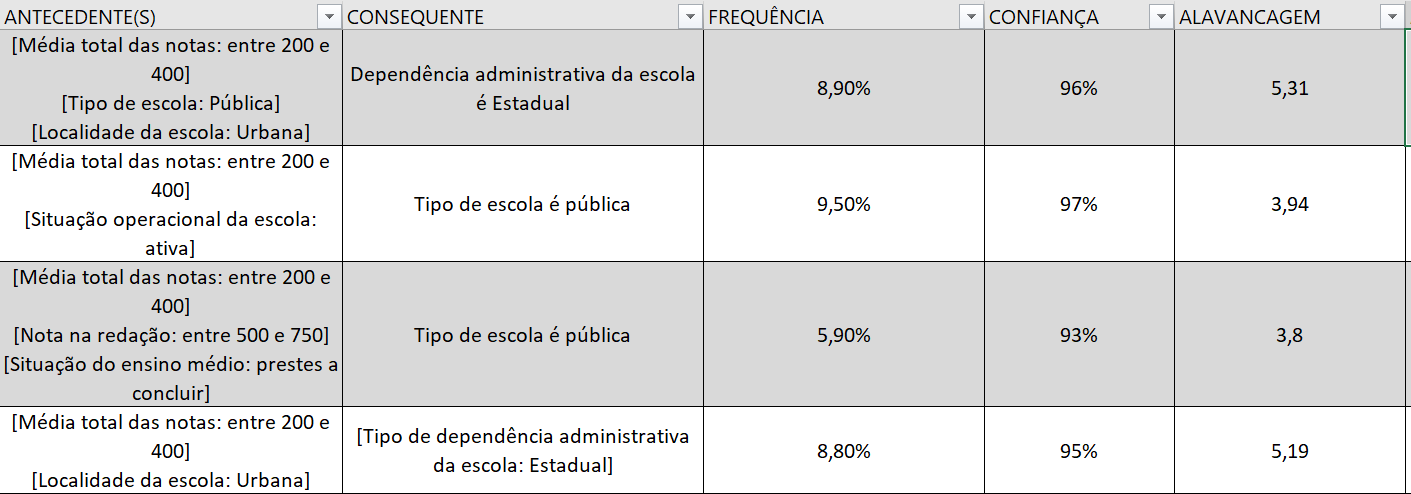 ANTECEDENTE(S) CONSEQUENTE FREQUÊNCIA CONFIANÇA ALAVANCAGEM
[Média total das notas: entre 200 e
400]
[Tipo de escola: Pública]
[Localidade da escola: Urbana]
Dependência administrativa da escola
é Estadual
8,90%
96%
5,31
[Média total das notas: entre 200 e
400]
[Situação operacional da escola:
ativa]
Tipo de escola é pública
9,50%
97%
3,94
[Média total das notas: entre 200 e
400]
[Nota na redação: entre 500 e 750]
[Situação do ensino médio: prestes a
concluir]
Tipo de escola é pública
5,90%
93%
3,8
[Média total das notas: entre 200 e
400]
[Localidade da escola: Urbana]
[Tipo de dependência administrativa
da escola: Estadual]
8,80%
95%
5,19